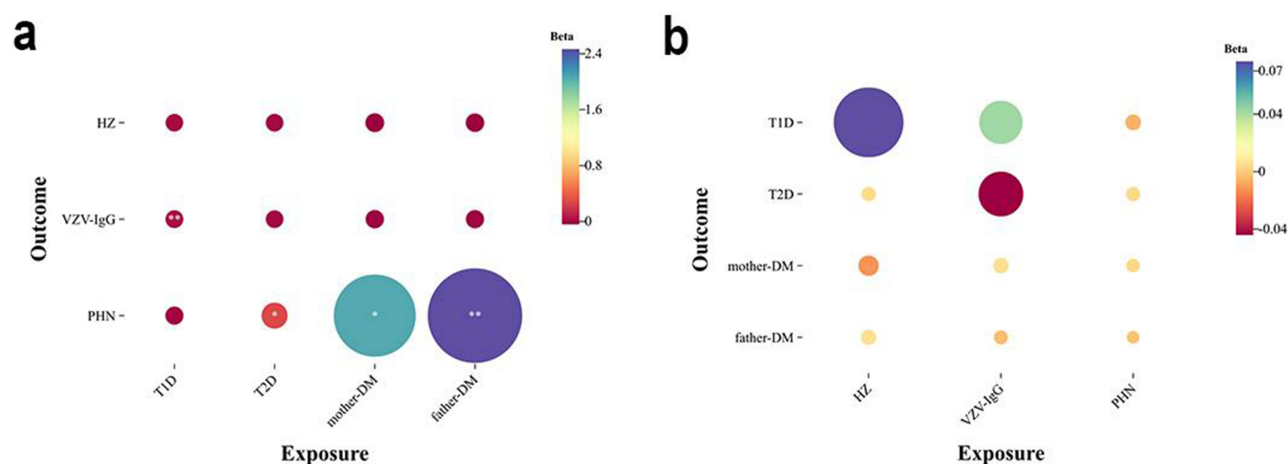 a
Beta
2.4
1.6
0.8
0
HZ
VZV-IgG
PHN
**
*
*
**
Outcome
T1D
T2D
mother-DM
father-DM
Exposure
b
Beta
0.07
0.04
0
-0.04
T1D
T2D
mother-DM
father-DM
Outcome
HZ
VZV-IgG
PHN
Exposure